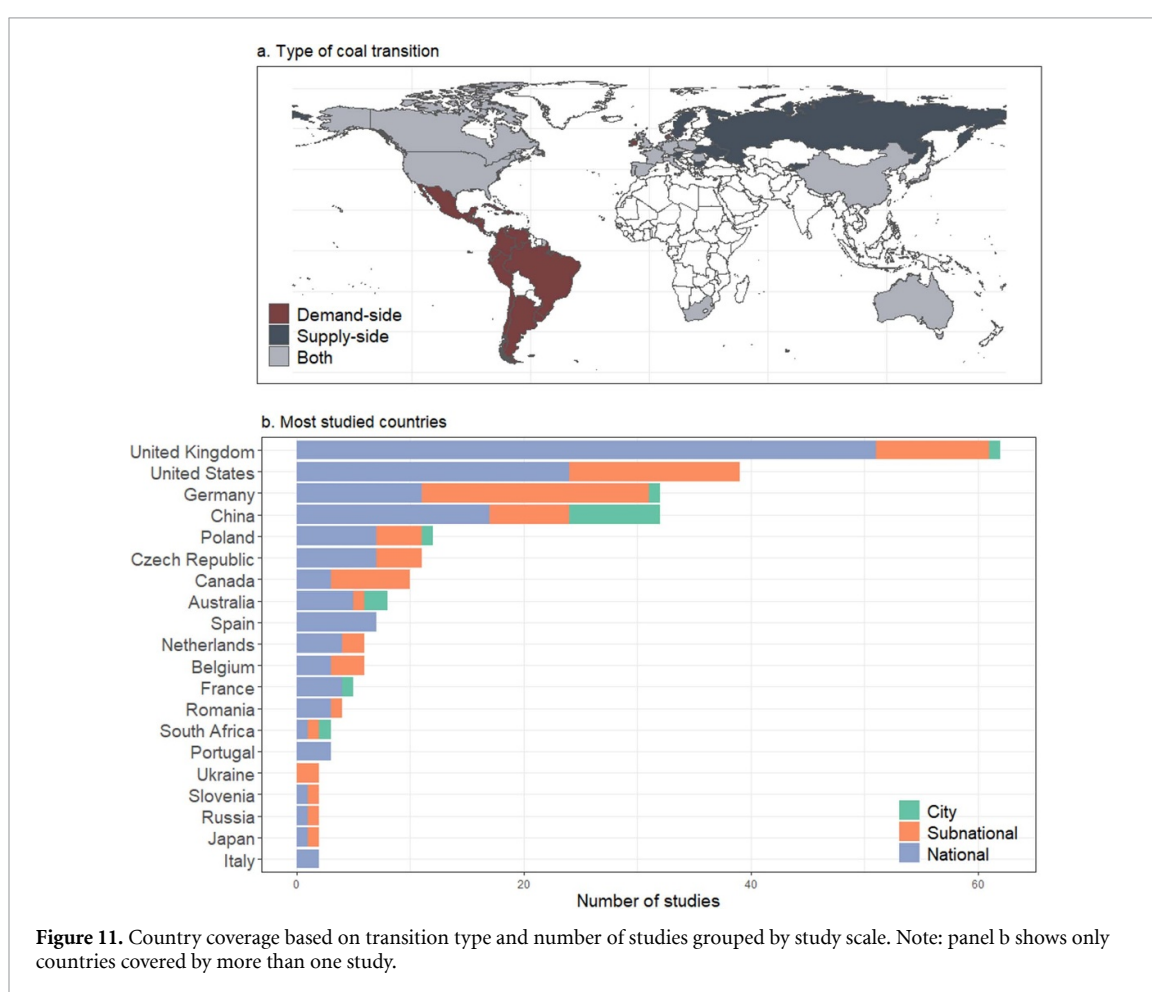 a. Type of coal transition
Demand-side
Supply-side
Both
b. Most studied countries
United Kingdom
United States
Germany
China
Poland
Czech Republic
Canada
Australia
Spain
Netherlands
Belgium
France
Romania
South Africa
Portugal
Ukraine
Slovenia
Russia
Japan
Italy
City
Subnational
National
0 20 40 60
Number of studies
Figure 11. Country coverage based on transition type and number of studies grouped by study scale. Note: panel b shows only
countries covered by more than one study.